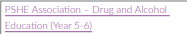 PSHE Association – Drug and Alcohol
Education (Year 5-6)